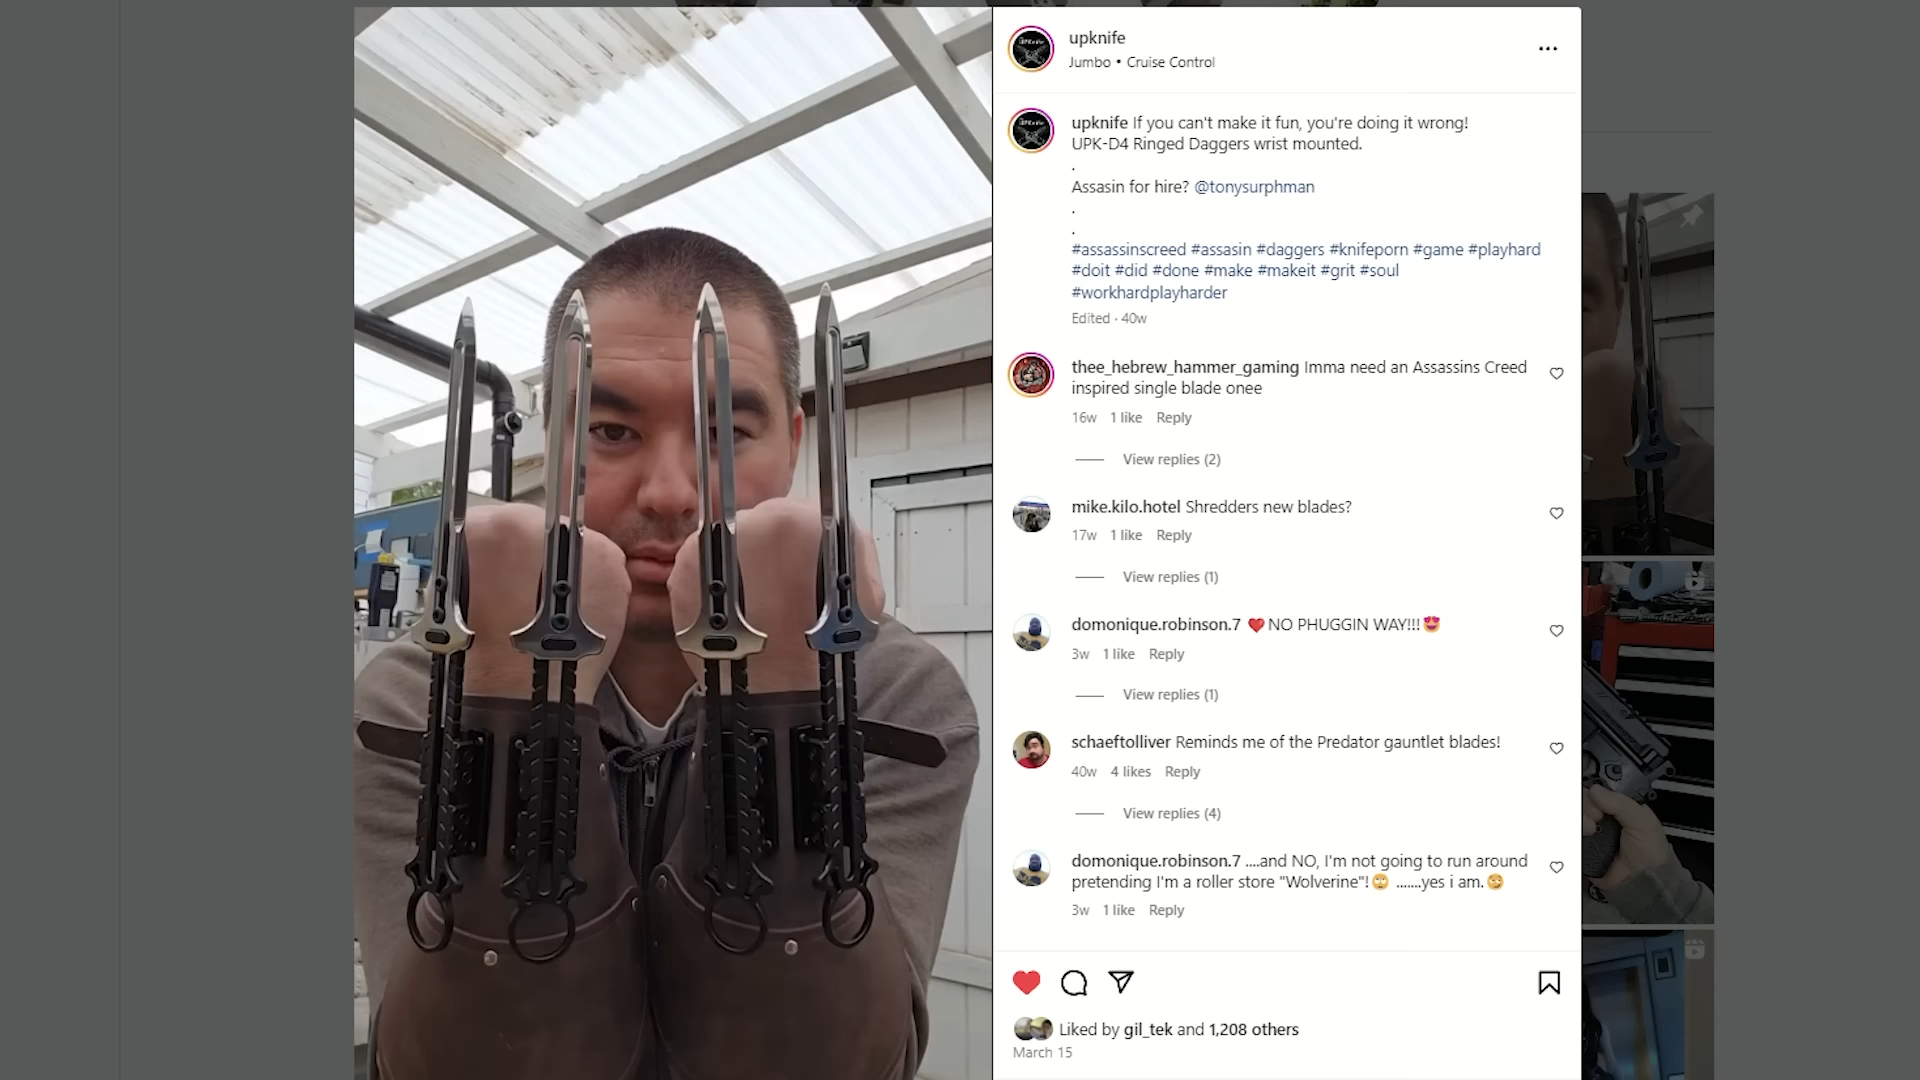 upknife
Jumbo • Cruise Control
upknife If you can't make it fun, you're doing it wrong!
UPK-D4 Ringed Daggers wrist mounted.
.
Assasin for hire? @tonysurphman
.
.
#assassinscreed #assasin #daggers #knifeporn #game #playhard
#doit #did #done #make #makeit #grit #soul
#workhardplayharder
Edited · 40w
thee_hebrew_hammer_gaming Imma need an Assassins Creed
inspired single blade onee
16w 1 like Reply
View replies (2)
mike.kilo.hotel Shredders new blades?
17w 1 like Reply
View replies (1)
domonique.robinson.7 ❤️NO PHUGGIN WAY!!!😍
3w 1 like Reply
View replies (1)
schaeftolliver Reminds me of the Predator gauntlet blades!
40w 4 likes Reply
View replies (4)
domonique.robinson.7 ....and NO, I'm not going to run around
pretending I'm a roller store "Wolverine"!🙄 .......yes i am.😏
3w 1 like Reply
Liked by gil_tek and 1,208 others
March 15